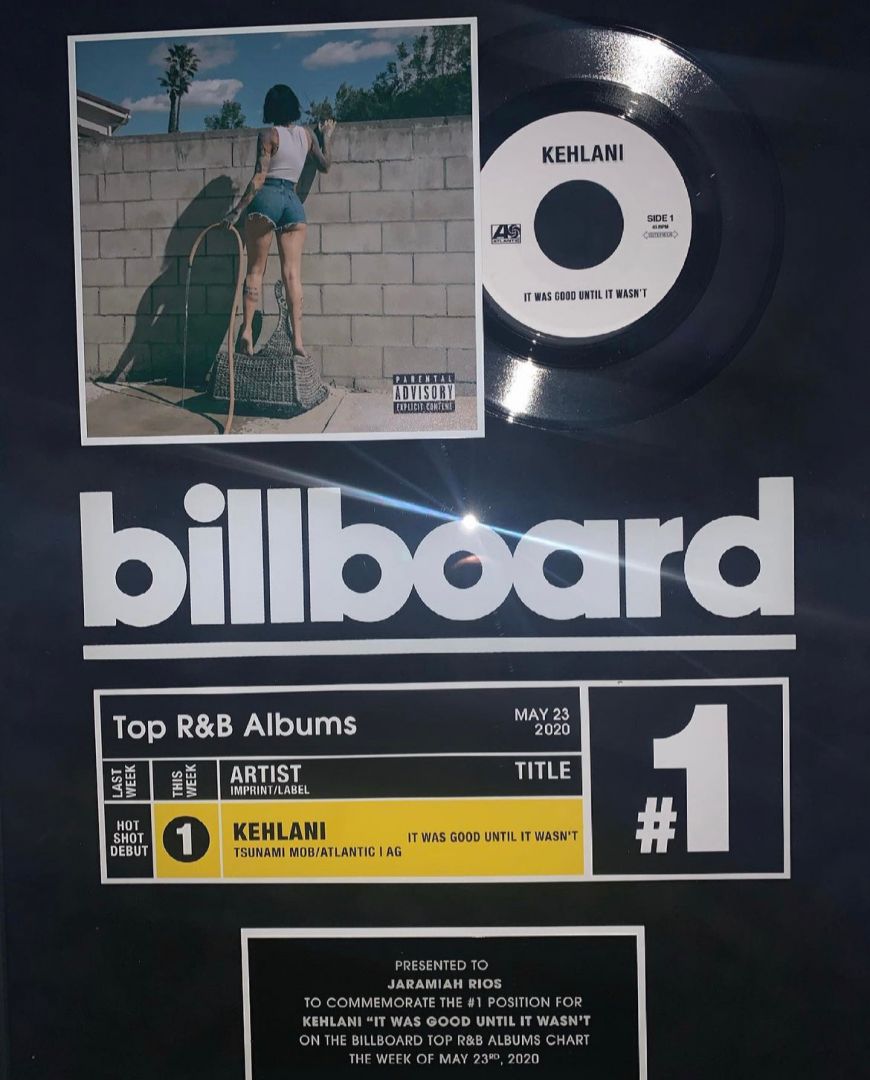 KEHLANI
ATLANTIC
SIDE 1
45 RPM
IT WAS GOOD UNTIL IT WASN'T
PARENTAL
ADVISORY
EXPLICIT CONTENT
billboard
Top R&B Albums
MAY 23
2020
#1
LAST
WEEK
THIS
WEEK
ARTIST
IMPRINT/LABEL
TITLE
HOT
SHOT
DEBUT
1
KEHLANI
TSUNAMI MOB/ATLANTIC | AG
IT WAS GOOD UNTIL IT WASN'T
PRESENTED TO
JARAMIAH RIOS
TO COMMEMORATE THE #1 POSITION FOR
KEHLANI “IT WAS GOOD UNTIL IT WASN’T
ON THE BILLBOARD TOP R&B ALBUMS CHART
THE WEEK OF MAY 23RD, 2020